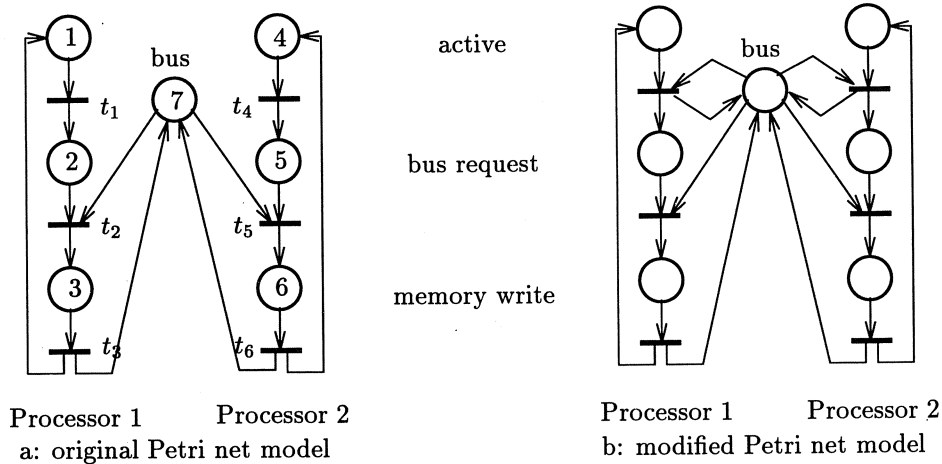 1
4
active
bus
bus
7
t1
t4
2
5
bus request
t2
t5
3
6
memory write
t3
t6
Processor 1
Processor 2
Processor 1
Processor 2
a: original Petri net model
b: modified Petri net model